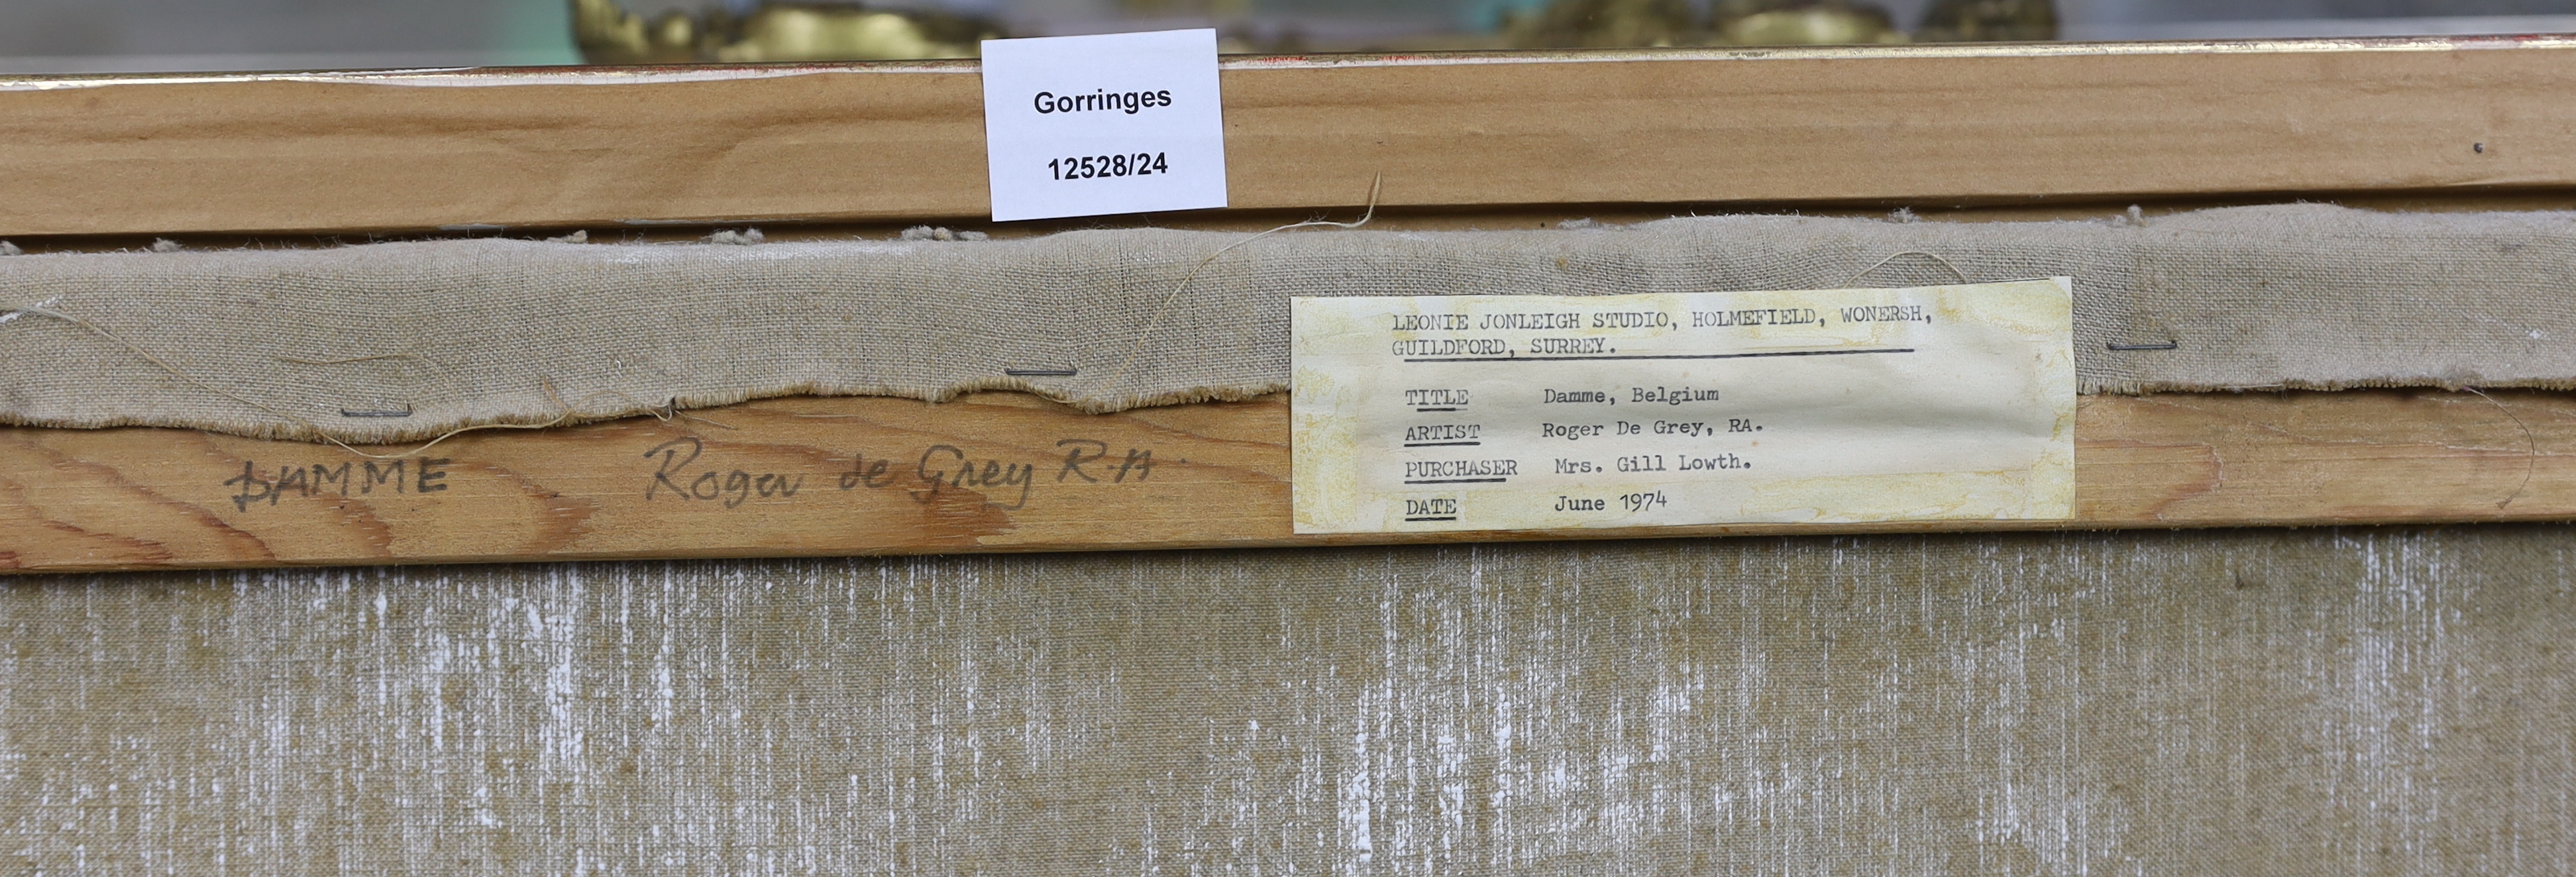 Gorringes
12528/24
LEONIE JONLEIGH STUDIO, HOLMEFIELD, WONERSH,
GUILDFORD, SURREY.
TITLE Damme, Belgium
ARTIST Roger De Grey, RA.
PURCHASER Mrs. Gill Lowth.
DATE June 1974
DAMME Roger de Grey R.A.